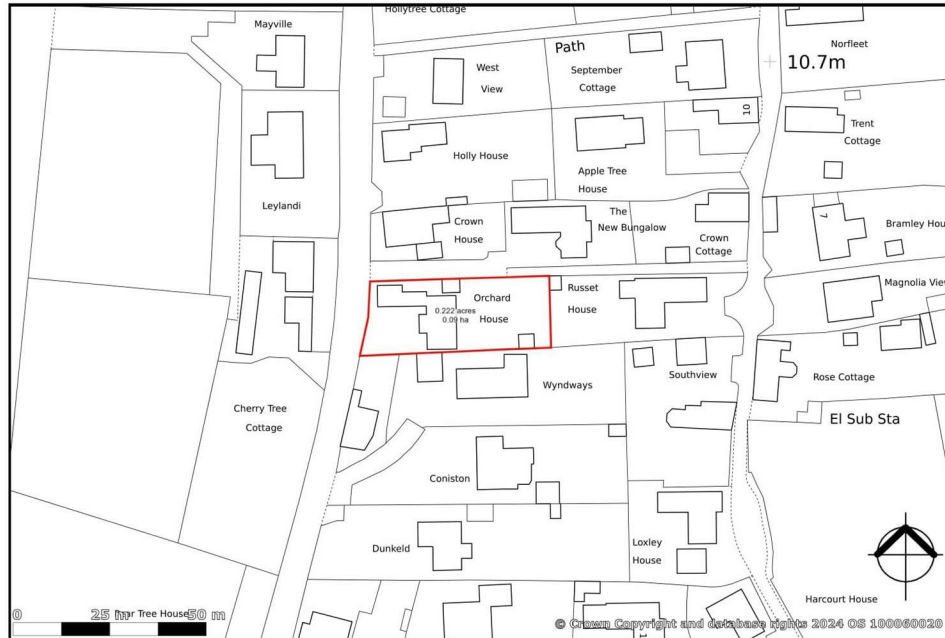 Hollytree Cottage
Mayville
Norfleet
Path
September
Cottage
10.7m
West
View
10
Trent
Cottage
Holly House
Apple Tree
House
Leylandi
Crown
House
The
New Bungalow
Crown
Cottage
7
Bramley Hou
Orchard
House
0.222 acres
0.09 ha
Russet
House
Magnolia View
Wyndways
Southview
Rose Cottage
Cherry Tree
Cottage
El Sub Sta
Coniston
Dunkeld
Loxley
House
Harcourt House
Tree House
0 25 m 50 m
© Crown Copyright and database rights 2024 OS 100060020